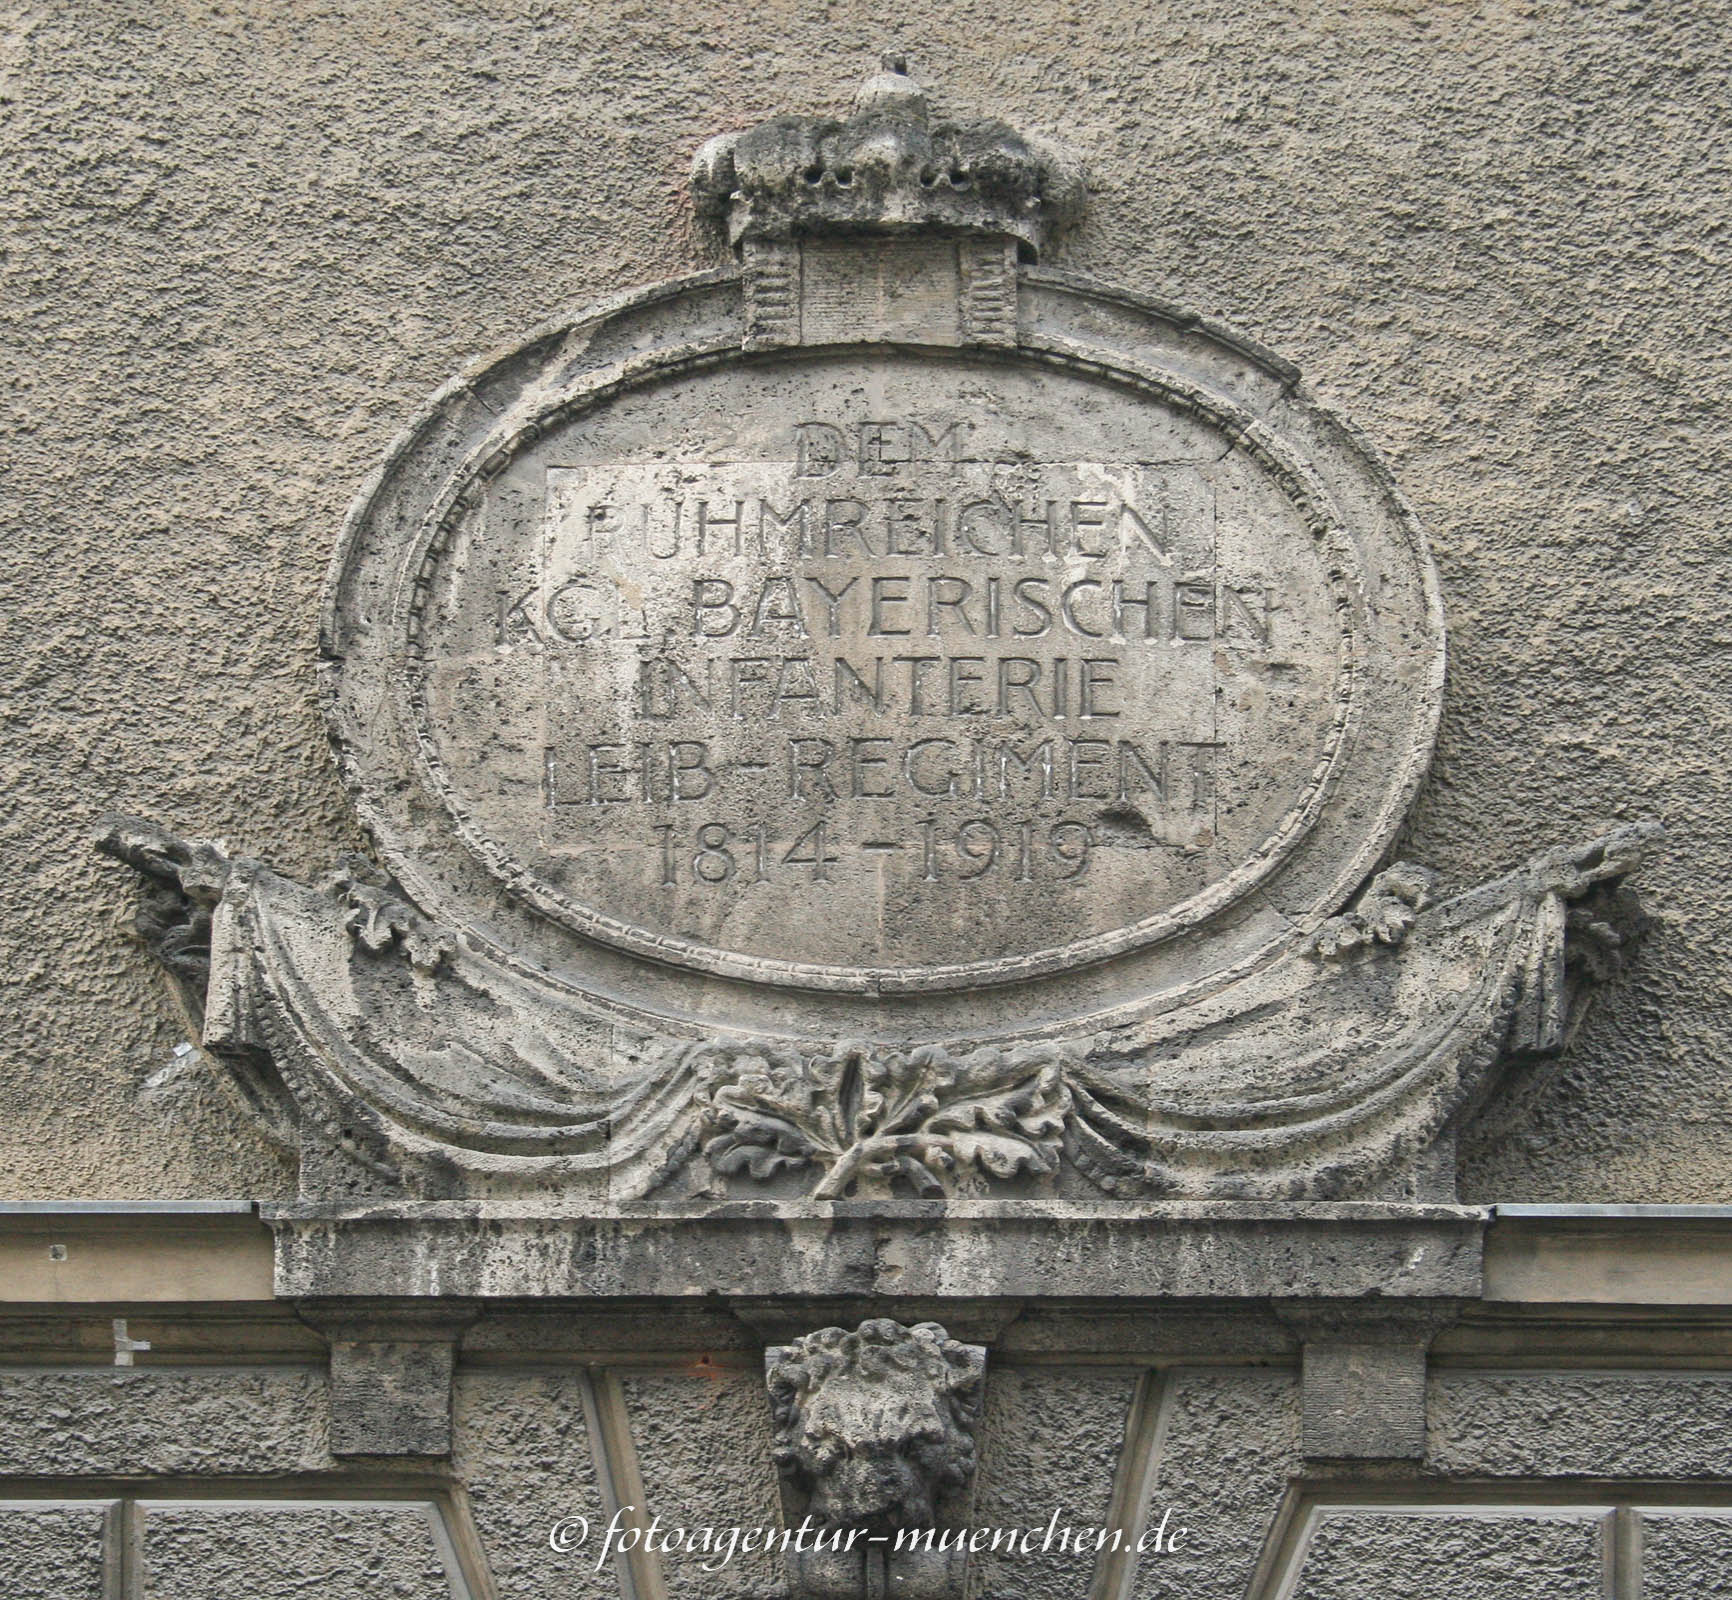 DEM
RUHMREICHEN
KGL. BAYERISCHEN
INFANTERIE
LEIB-REGIMENT
1814-1919
© fotoagentur-muenchen.de